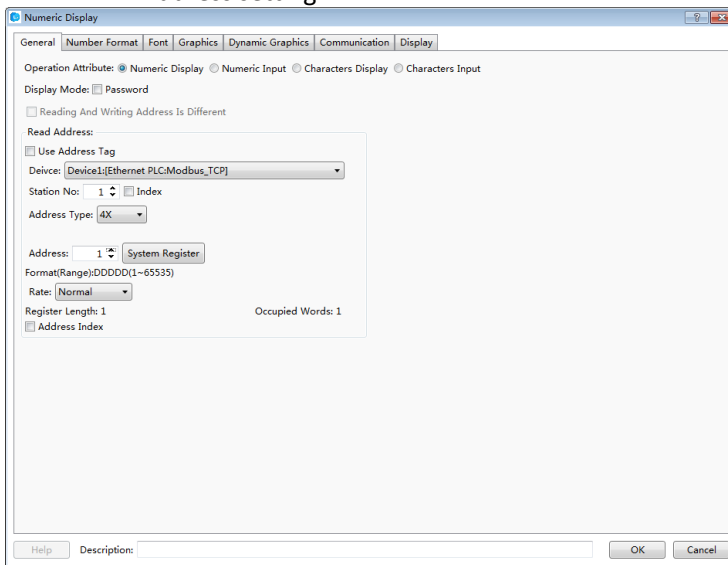 Numeric Display
General Number Format Font Graphics Dynamic Graphics Communication Display
Operation Attribute: Numeric Display Numeric Input Characters Display Characters Input
Display Mode: Password
Reading And Writing Address Is Different
Read Address:
Use Address Tag
Deivce: Device1:[Ethernet PLC:Modbus_TCP]
Station No: 1 Index
Address Type: 4X
Address: 1 System Register
Format(Range):DDDDD(1~65535)
Rate: Normal
Register Length: 1 Occupied Words: 1
Address Index
Help Description: OK Cancel